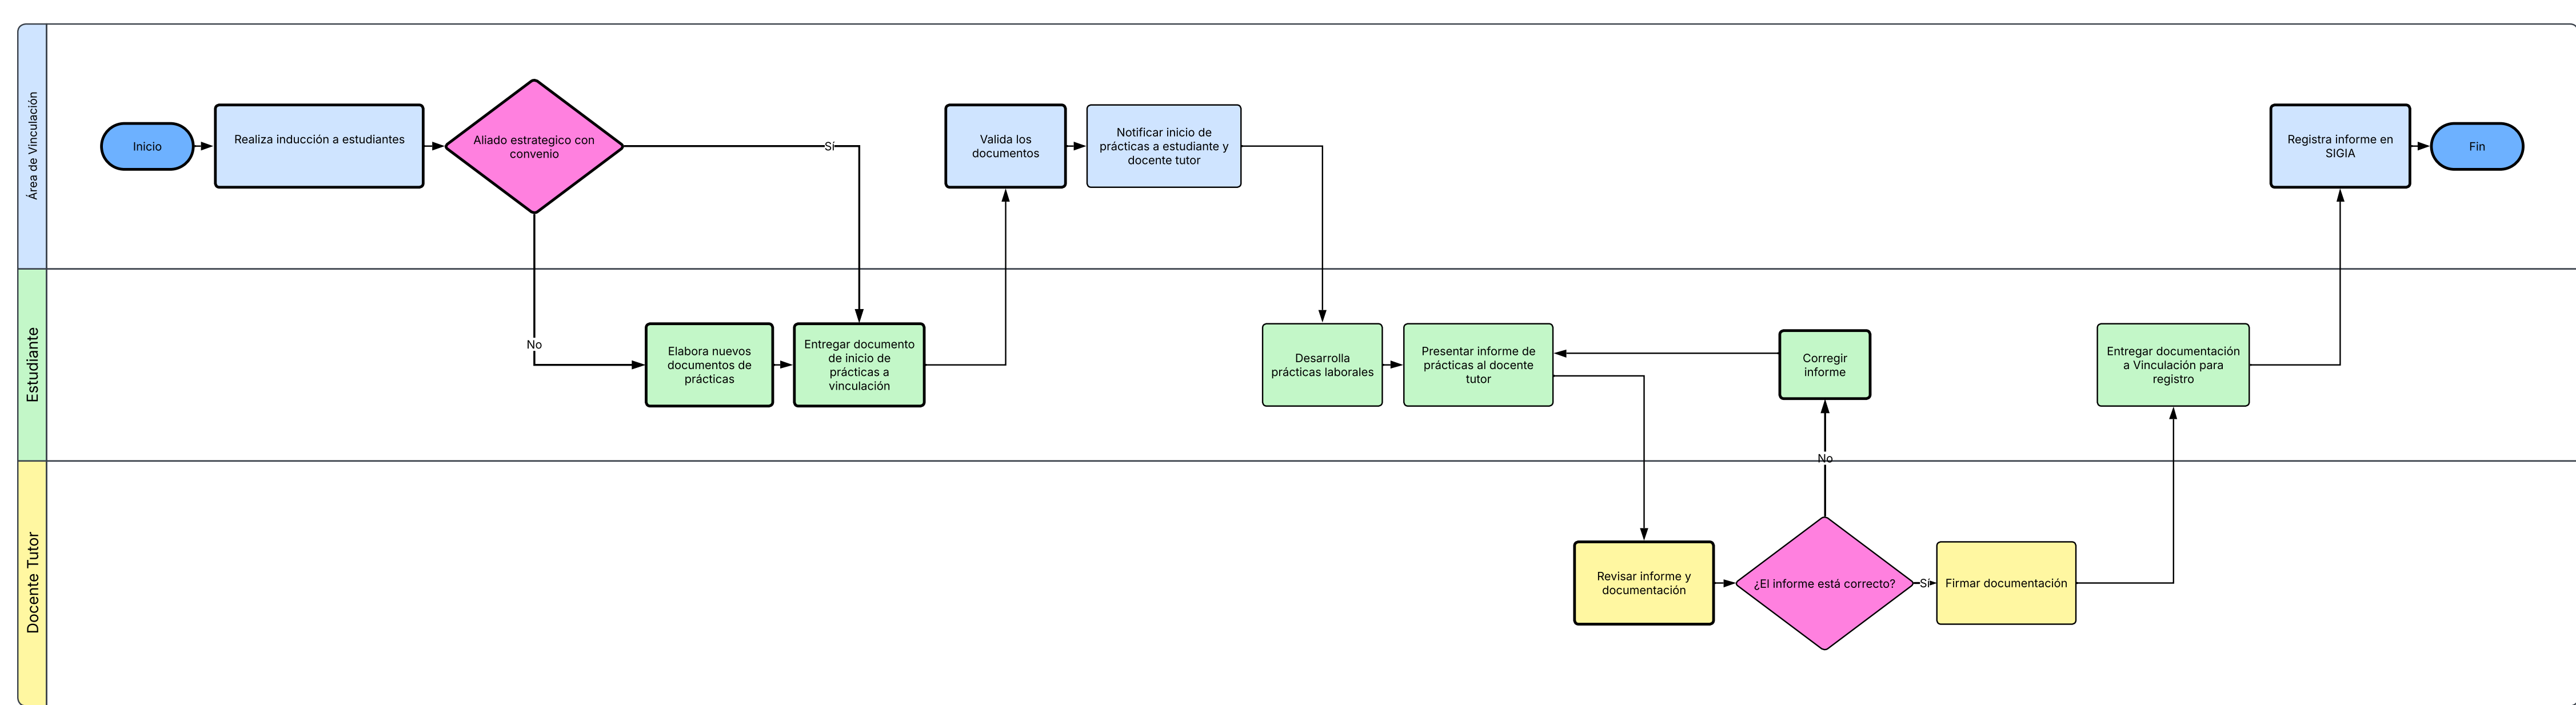 Área de Vinculación
Inicio
Realiza inducción a estudiantes
Aliado estrategico con
convenio
Sí
No
Valida los
documentos
Notificar inicio de
prácticas a estudiante y
docente tutor
Registra informe en
SIGIA
Fin
Estudiante
Elabora nuevos
documentos de
prácticas
Entregar documento
de inicio de
prácticas a
vinculación
Desarrolla
prácticas laborales
Presentar informe de
prácticas al docente
tutor
Corregir
informe
Entregar documentación
a Vinculación para
registro
No
Docente Tutor
Revisar informe y
documentación
¿El informe está correcto?
Sí
Firmar documentación